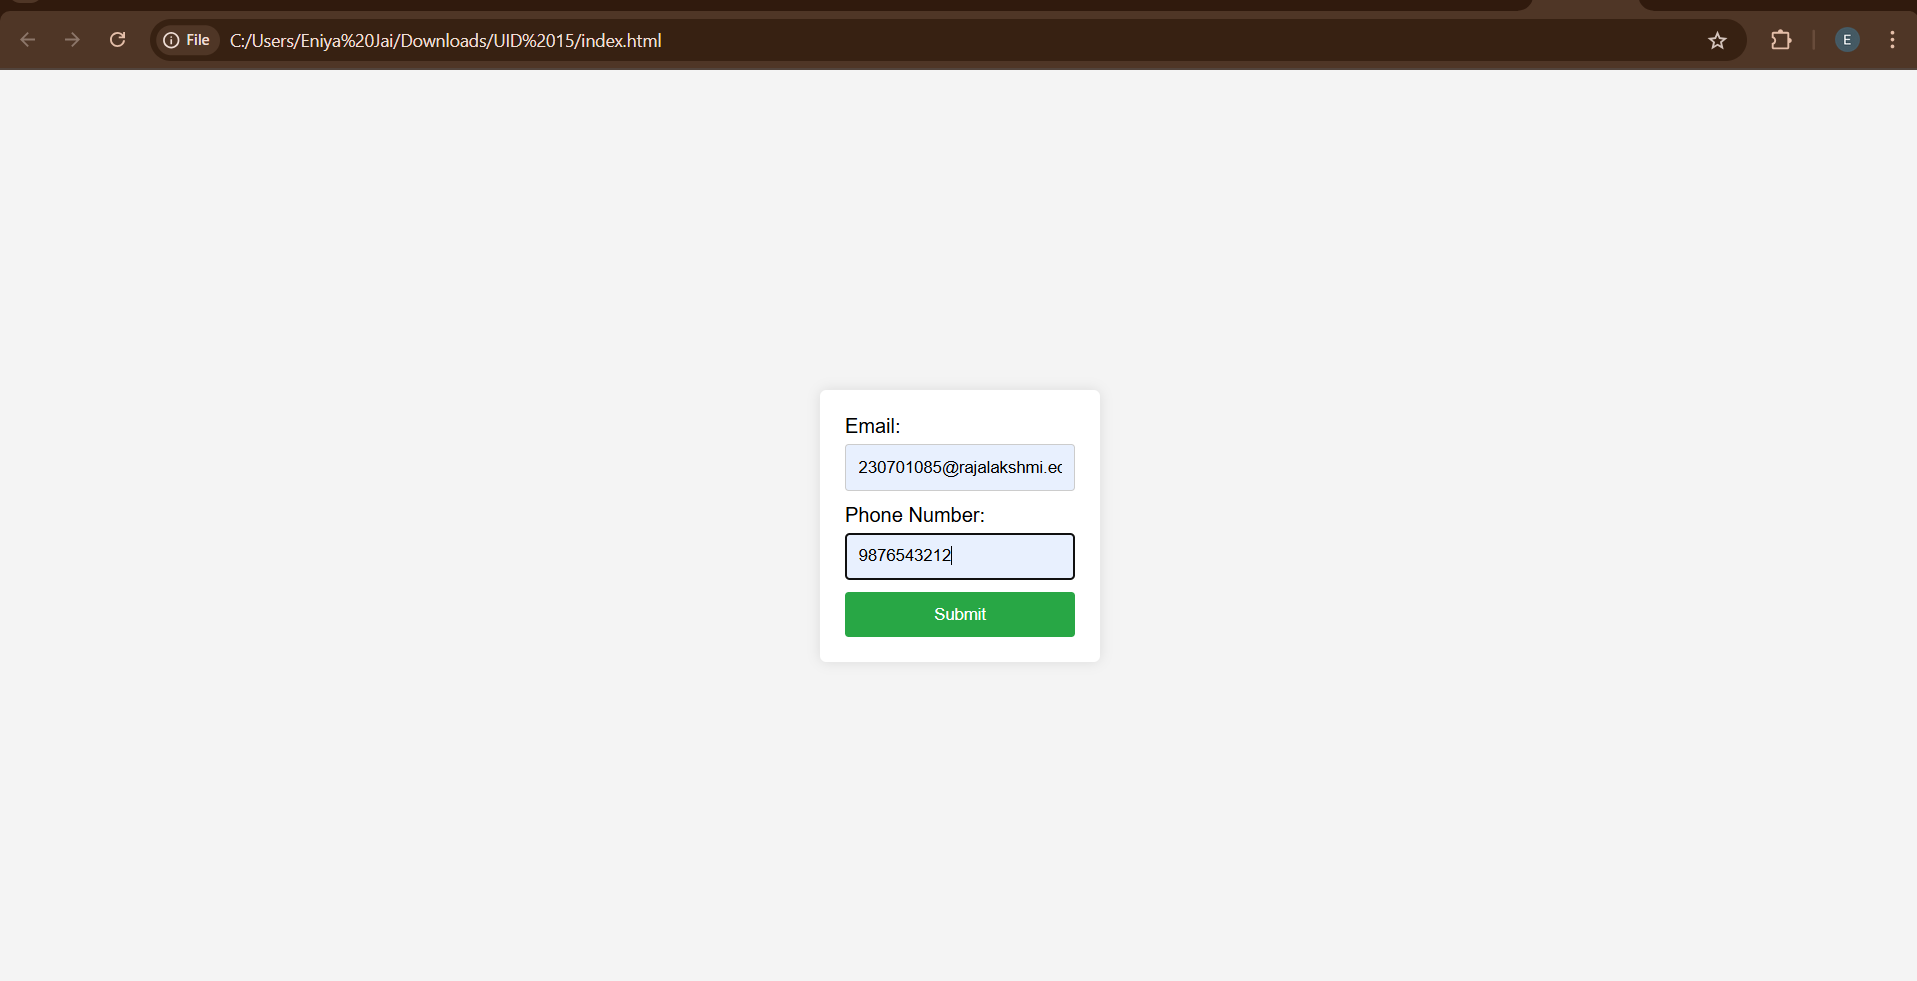 File
C:/Users/Eniya%20Jai/Downloads/UID%2015/index.html
E
Email:
230701085@rajalakshmi.ec
Phone Number:
9876543212
Submit